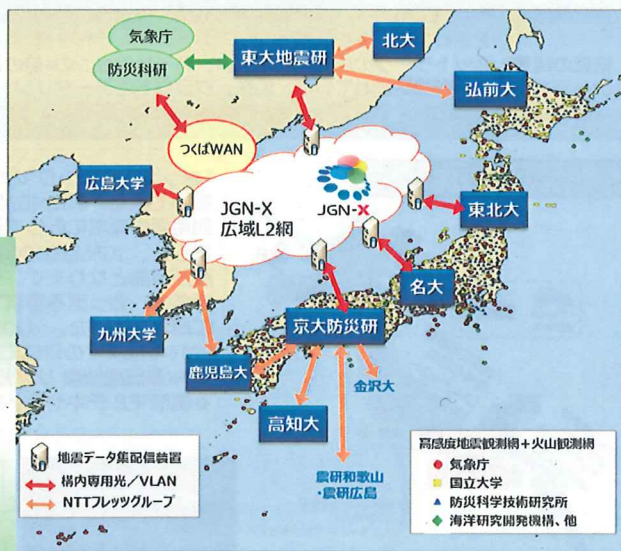 気象庁
防災科研
東大地震研
北大
弘前大
つくばWAN
広島大学
JGN-X
広域L2網
JGN-X
東北大
名大
九州大学
鹿児島大
京大防災研
金沢大
高知大
震研和歌山
・震研広島
地震データ集配信装置
構内専用光／VLAN
NTTフレッツグループ
高感度地震観測網＋火山観測網
気象庁
国立大学
防災科学技術研究所
海洋研究開発機構、他